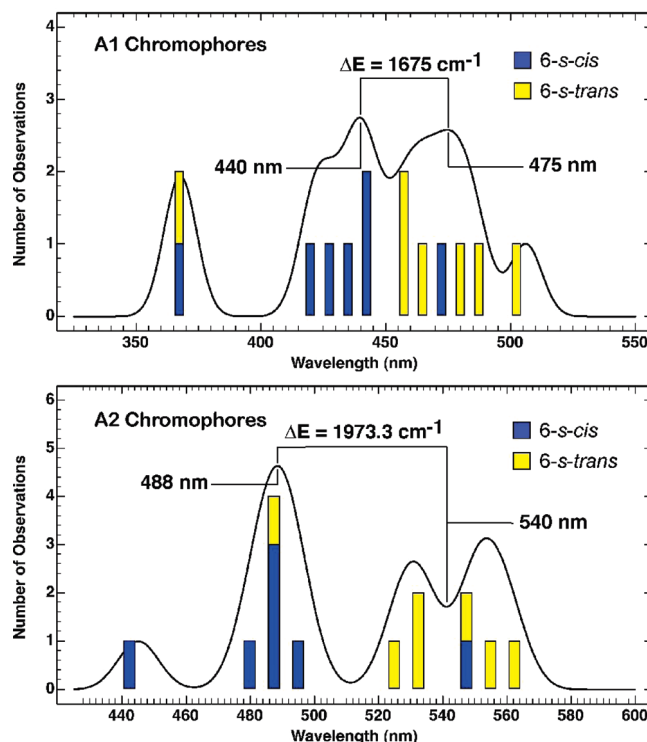 A1 Chromophores
ΔE = 1675 cm-1
6-s-cis
6-s-trans
440 nm
475 nm
Number of Observations
4
3
2
1
0
350 400 450 500 550
Wavelength (nm)
A2 Chromophores
ΔE = 1973.3 cm-1
6-s-cis
6-s-trans
488 nm
540 nm
Number of Observations
6
5
4
3
2
1
0
440 460 480 500 520 540 560 580 600
Wavelength (nm)